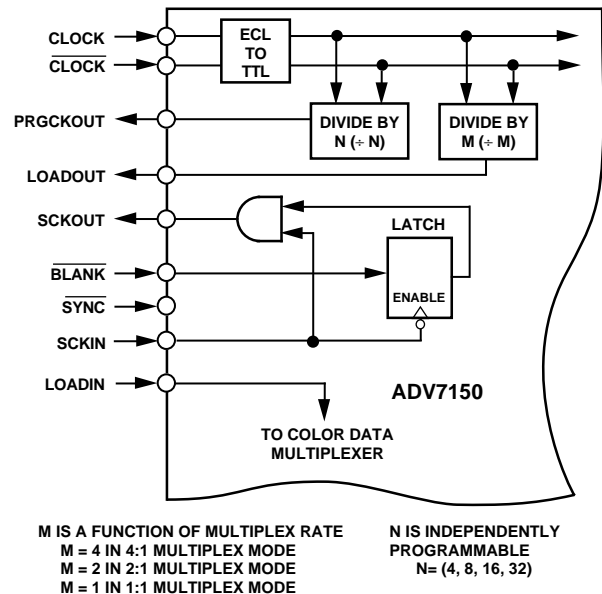 CLOCK
CLOCK
ECL
TO
TTL
PRGCKOUT
DIVIDE BY
N (÷ N)
DIVIDE BY
M (÷ M)
LOADOUT
SCKOUT
LATCH
BLANK
ENABLE
SYNC
SCKIN
LOADIN
ADV7150
TO COLOR DATA
MULTIPLEXER
M IS A FUNCTION OF MULTIPLEX RATE
M = 4 IN 4:1 MULTIPLEX MODE
M = 2 IN 2:1 MULTIPLEX MODE
M = 1 IN 1:1 MULTIPLEX MODE
N IS INDEPENDENTLY
PROGRAMMABLE
N= (4, 8, 16, 32)